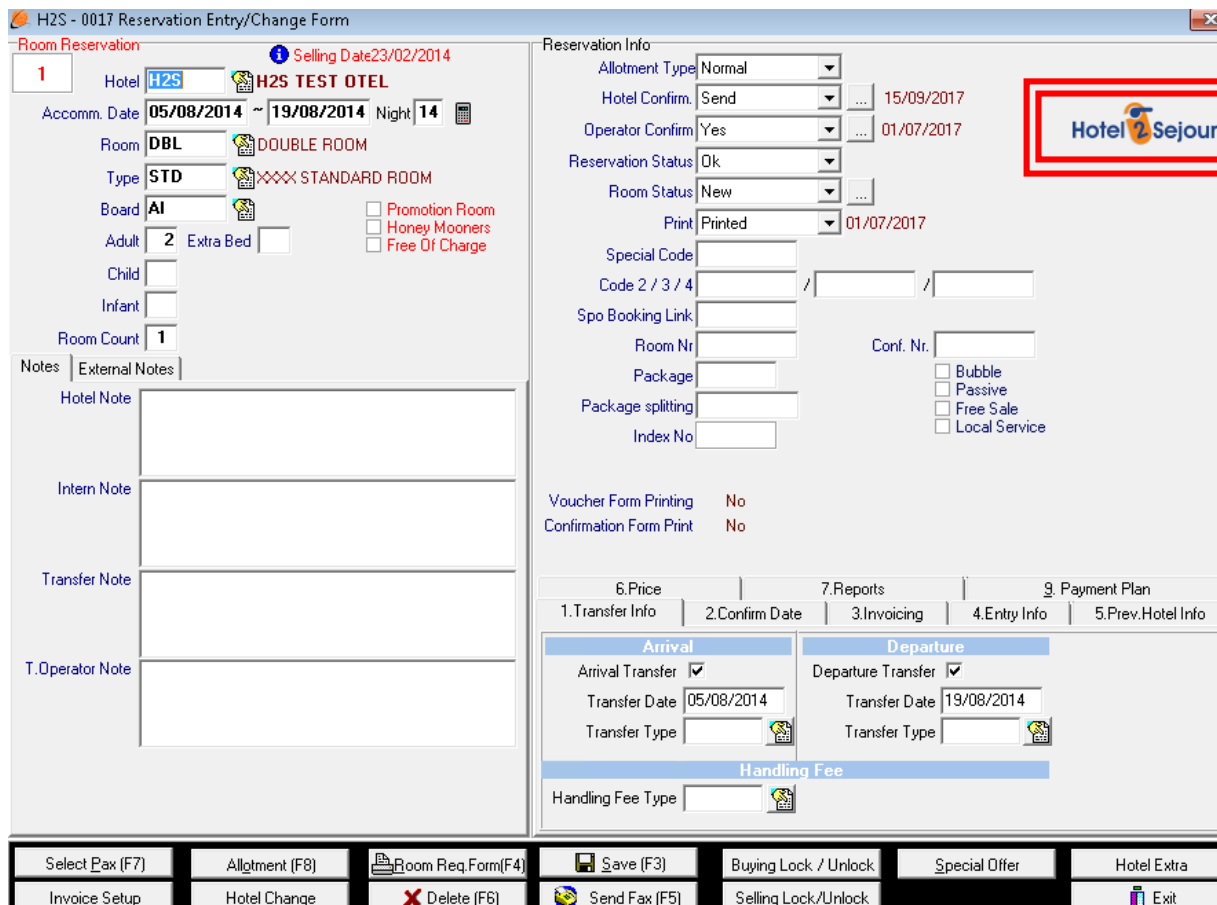 H2S - 0017 Reservation Entry/Change Form
Room Reservation
1
Selling Date23/02/2014
Hotel H2S H2S TEST OTEL
Accomm. Date 05/08/2014 ~ 19/08/2014 Night 14
Room DBL DOUBLE ROOM
Type STD XXXX STANDARD ROOM
Board AI
Promotion Room
Honey Mooners
Free Of Charge
Adult 2 Extra Bed
Child
Infant
Room Count 1
Notes External Notes
Hotel Note
Intern Note
Transfer Note
T.Operator Note
Reservation Info
Allotment Type Normal
Hotel Confirm. Send ... 15/09/2017
Operator Confirm Yes ... 01/07/2017
Reservation Status Ok
Room Status New ...
Print Printed 01/07/2017
Special Code
Code 2 / 3 / 4 / /
Spo Booking Link
Room Nr Conf. Nr.
Package
Package splitting
Index No
Bubble
Passive
Free Sale
Local Service
Hotel 2 Sejour
Voucher Form Printing No
Confirmation Form Print No
6.Price 7.Reports 9. Payment Plan
1.Transfer Info 2.Confirm Date 3.Invoicing 4.Entry Info 5.Prev.Hotel Info
Arrival Departure
Arrival Transfer Departure Transfer
Transfer Date 05/08/2014 Transfer Date 19/08/2014
Transfer Type Transfer Type
Handling Fee
Handling Fee Type
Select Pax (F7) Allotment (F8) Room Req.Form(F4) Save (F3) Buying Lock / Unlock Special Offer Hotel Extra
Invoice Setup Hotel Change Delete (F6) Send Fax (F5) Selling Lock/Unlock Exit